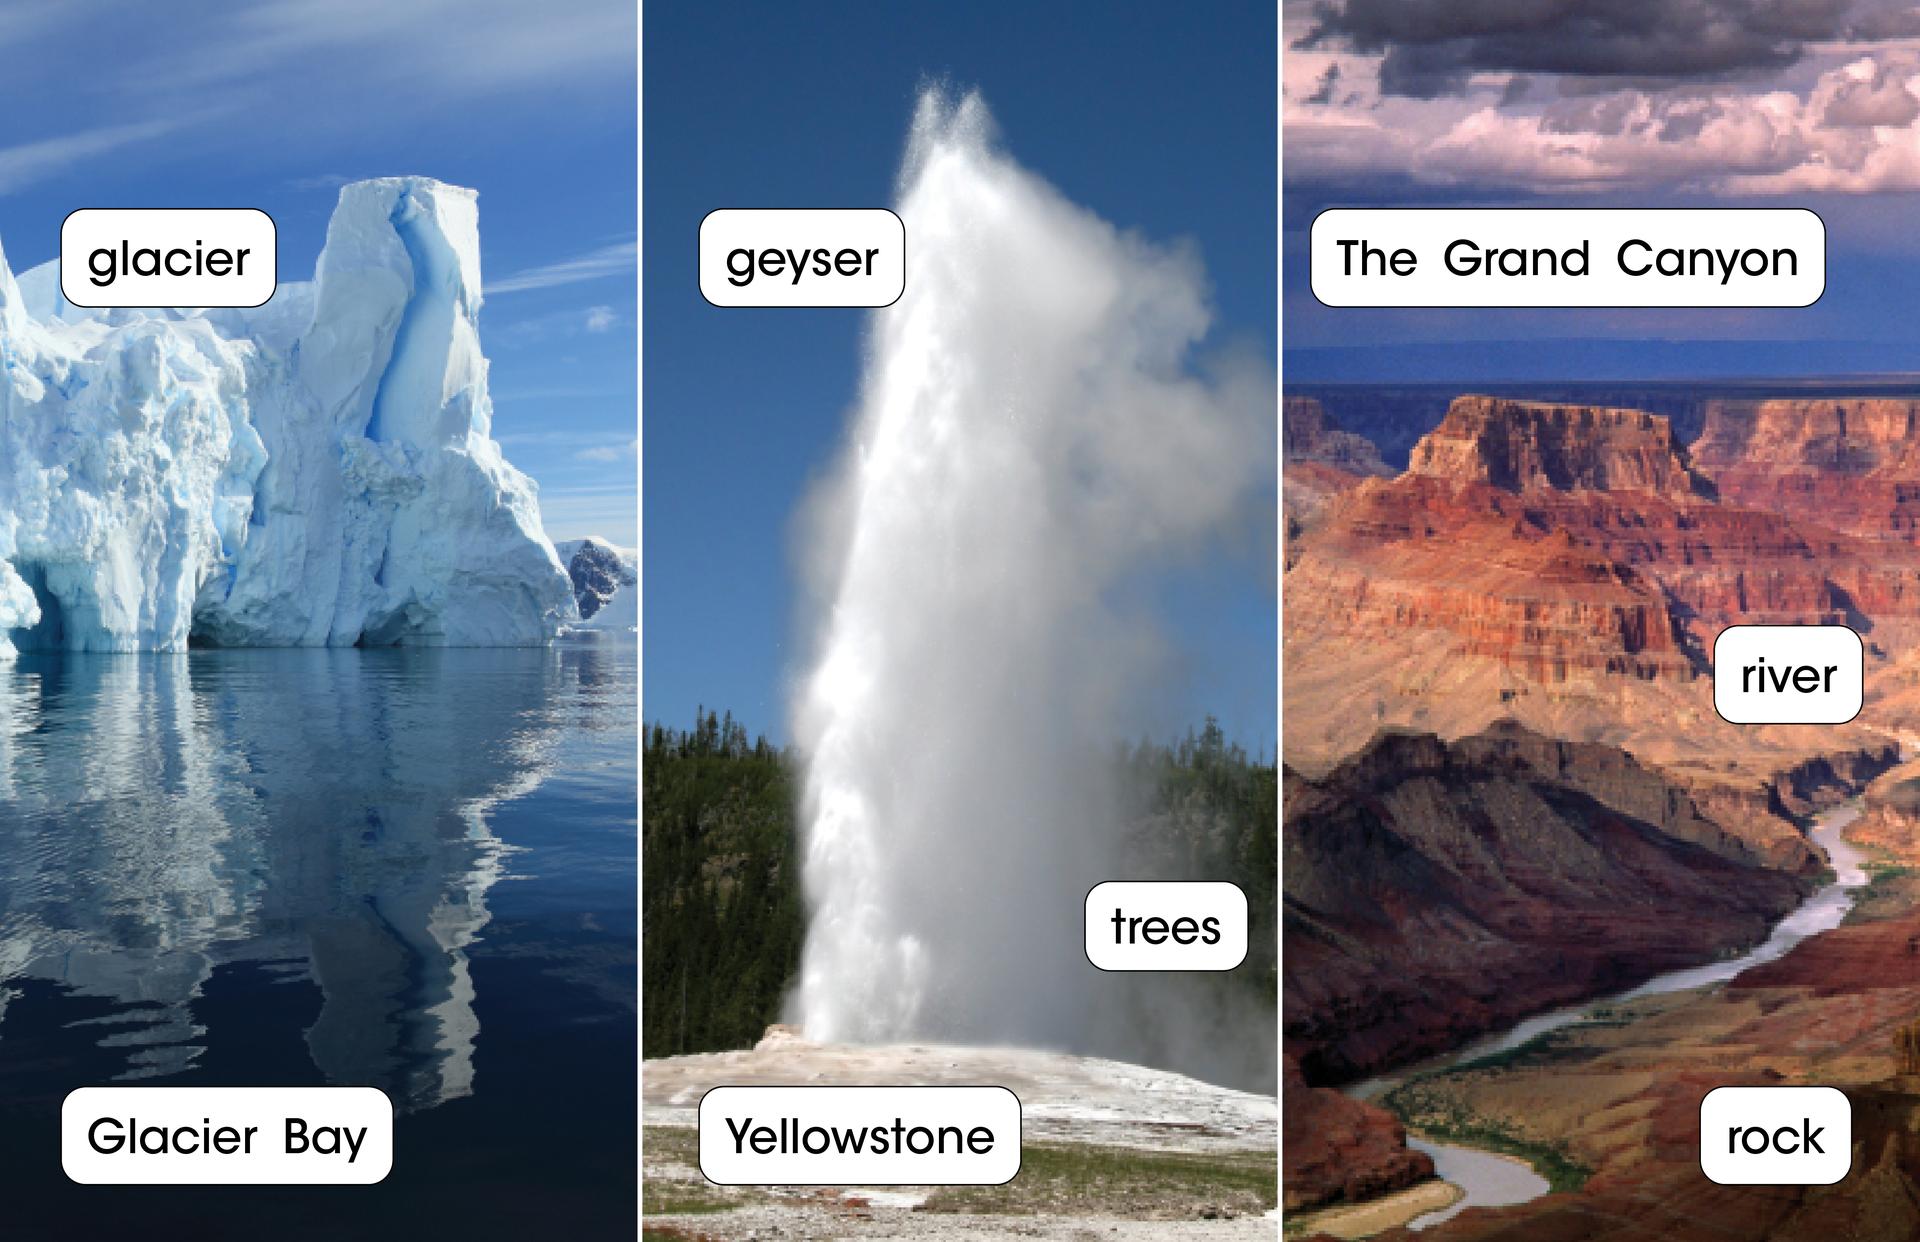 glacier
Glacier Bay
geyser
trees
Yellowstone
The Grand Canyon
river
rock